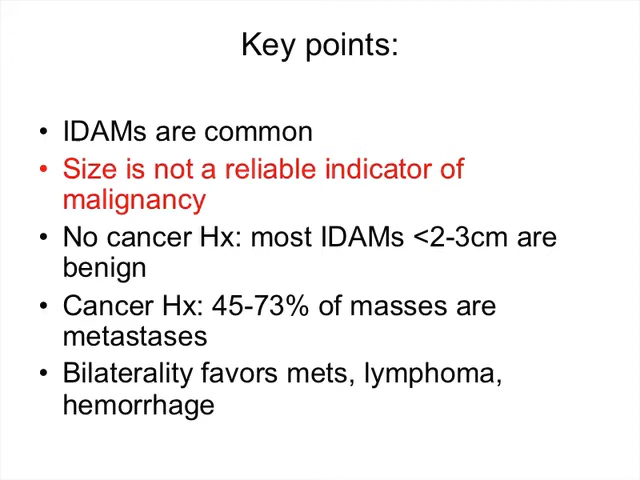 Key points:
• IDAMs are common
• Size is not a reliable indicator of
malignancy
• No cancer Hx: most IDAMs <2-3cm are
benign
• Cancer Hx: 45-73% of masses are
metastases
• Bilaterality favors mets, lymphoma,
hemorrhage